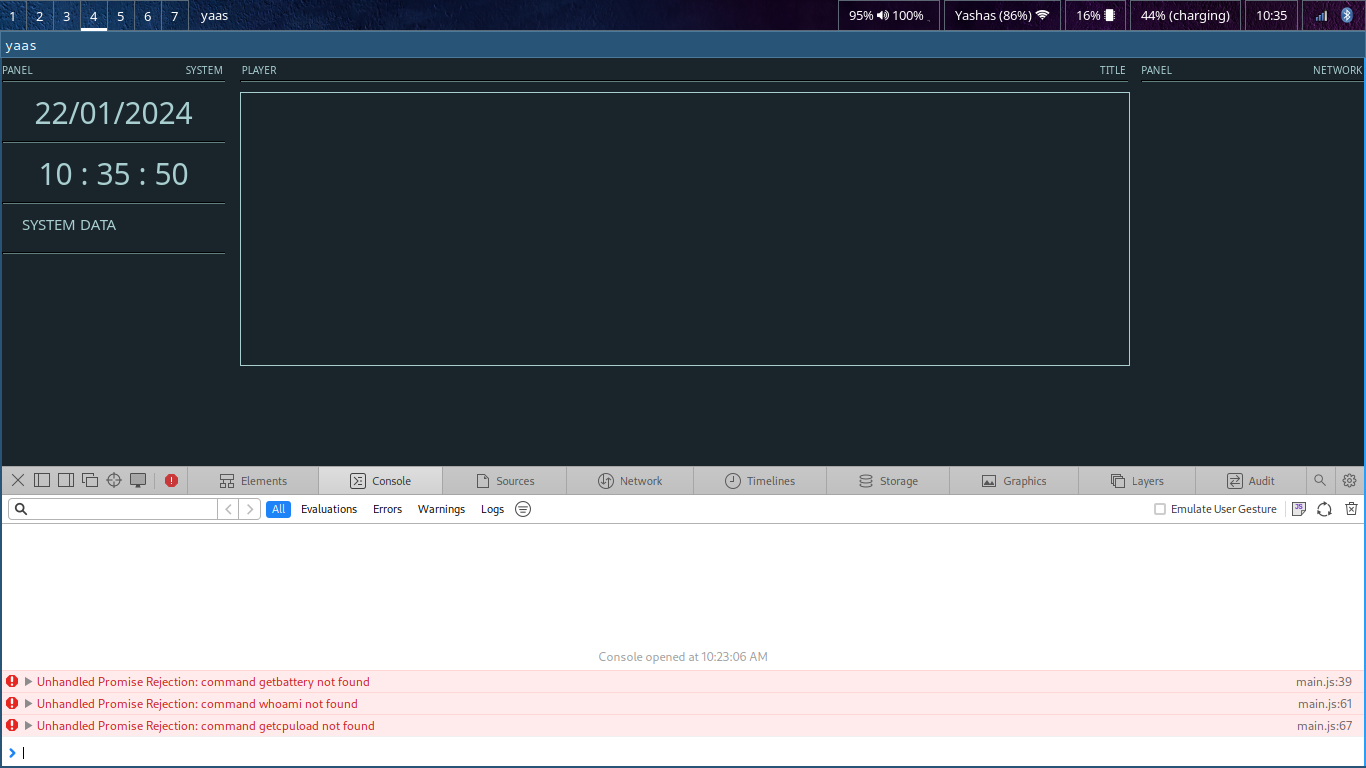 1 2 3 4 5 6 7 yaas 95% 100% Yashas (86%) 16% 44% (charging) 10:35
yaas
PANEL SYSTEM PLAYER TITLE PANEL NETWORK
22/01/2024
10 : 35 : 50
SYSTEM DATA
Elements Console Sources Network Timelines Storage Graphics Layers Audit
All Evaluations Errors Warnings Logs Emulate User Gesture JS
Console opened at 10:23:06 AM
Unhandled Promise Rejection: command getbattery not found main.js:39
Unhandled Promise Rejection: command whoami not found main.js:61
Unhandled Promise Rejection: command getcpuload not found main.js:67